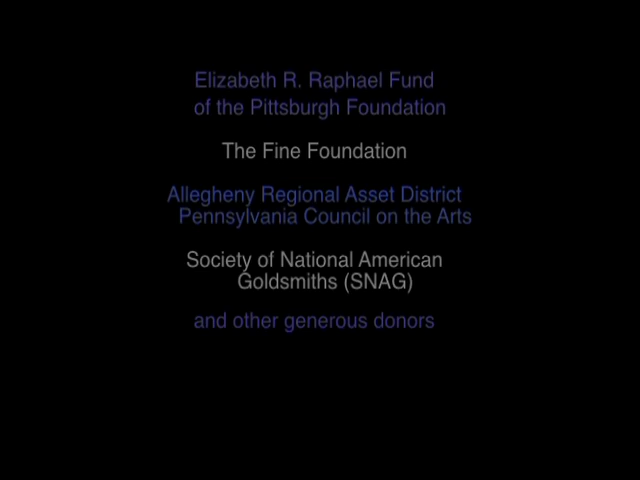 Elizabeth R. Raphael Fund
of the Pittsburgh Foundation
The Fine Foundation
Allegheny Regional Asset District
Pennsylvania Council on the Arts
Society of National American
Goldsmiths (SNAG)
and other generous donors